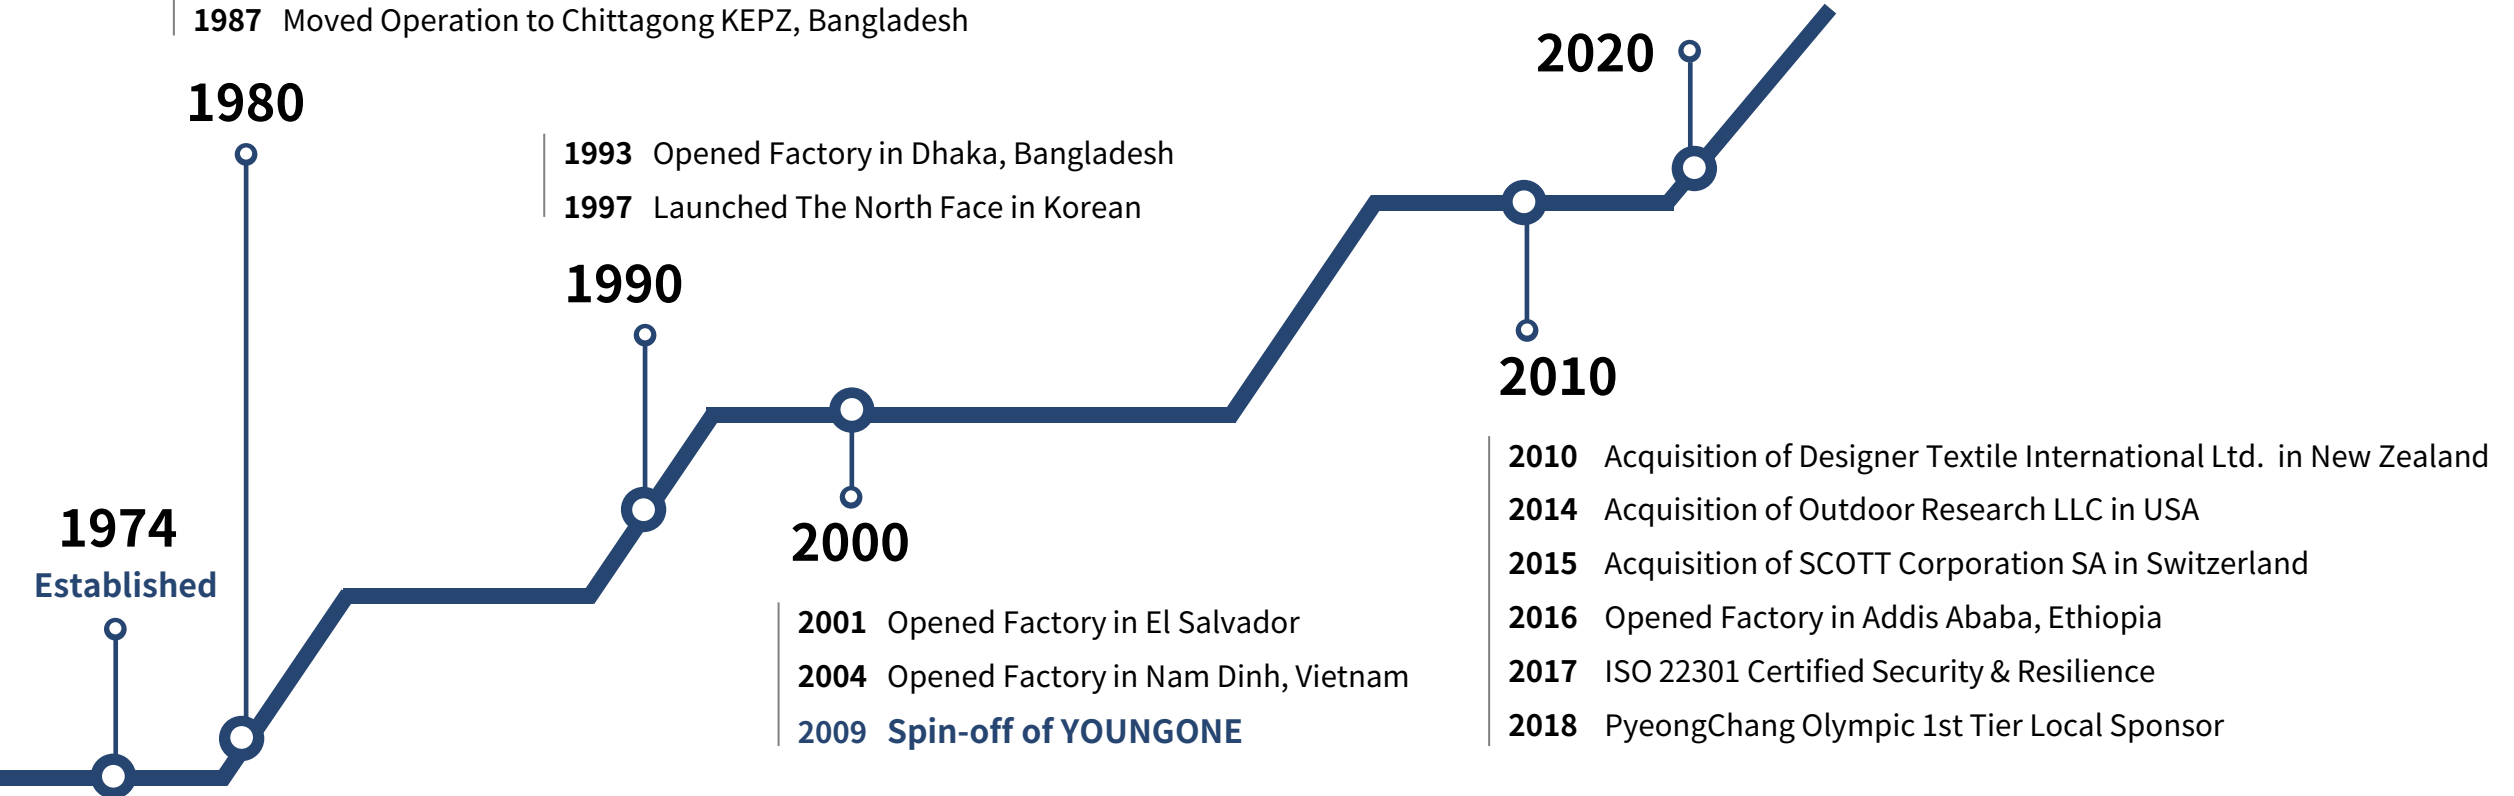 1987 Moved Operation to Chittagong KEPZ, Bangladesh
1980
1974
Established
1993 Opened Factory in Dhaka, Bangladesh
1997 Launched The North Face in Korean
1990
2000
2001 Opened Factory in El Salvador
2004 Opened Factory in Nam Dinh, Vietnam
2009 Spin-off of YOUNGONE
2020
2010
2010 Acquisition of Designer Textile International Ltd. in New Zealand
2014 Acquisition of Outdoor Research LLC in USA
2015 Acquisition of SCOTT Corporation SA in Switzerland
2016 Opened Factory in Addis Ababa, Ethiopia
2017 ISO 22301 Certified Security & Resilience
2018 PyeongChang Olympic 1st Tier Local Sponsor